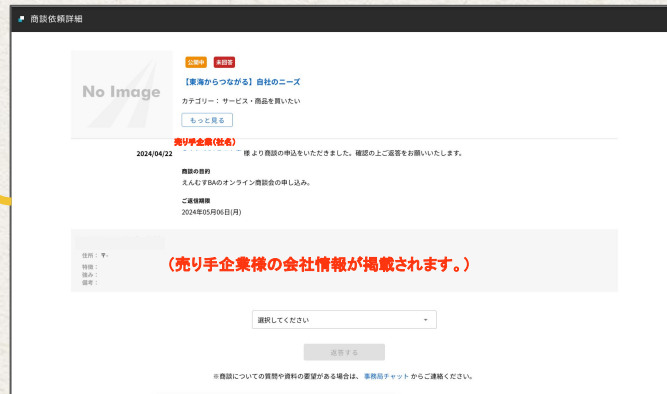 商談依頼詳細
No Image
公開中 未回答
【東海からつながる】自社のニーズ
カテゴリー： サービス・商品を買いたい
もっと見る
売り手企業(社名)
2024/04/22 様 より商談の申込をいただきました。確認の上ご返答をお願いいたします。
商談の目的
えんむすBAのオンライン商談会の申し込み。
ご返信期限
2024年05月06日(月)
住所： 〒-
特徴：
強み：
備考：
（売り手企業様の会社情報が掲載されます。）
選択してください
返答する
※商談についての質問や資料の要望がある場合は、 事務局チャット からご連絡ください。